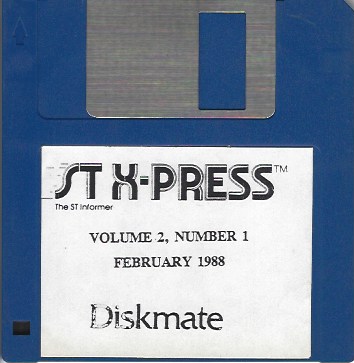 ST X-PRESS™
The ST Informer
VOLUME 2, NUMBER 1
FEBRUARY 1988
Diskmate